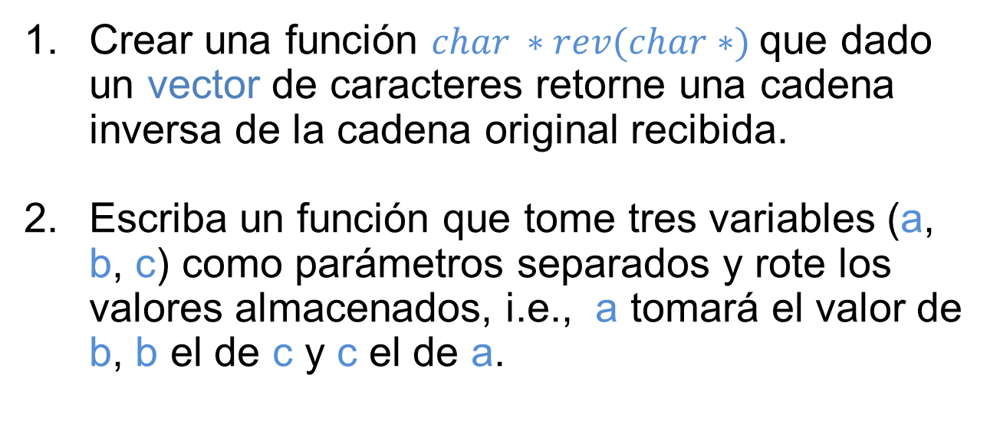 1. Crear una función char * rev(char *) que dado
un vector de caracteres retorne una cadena
inversa de la cadena original recibida.
2. Escriba un función que tome tres variables (a,
b, c) como parámetros separados y rote los
valores almacenados, i.e., a tomará el valor de
b, b el de c y c el de a.